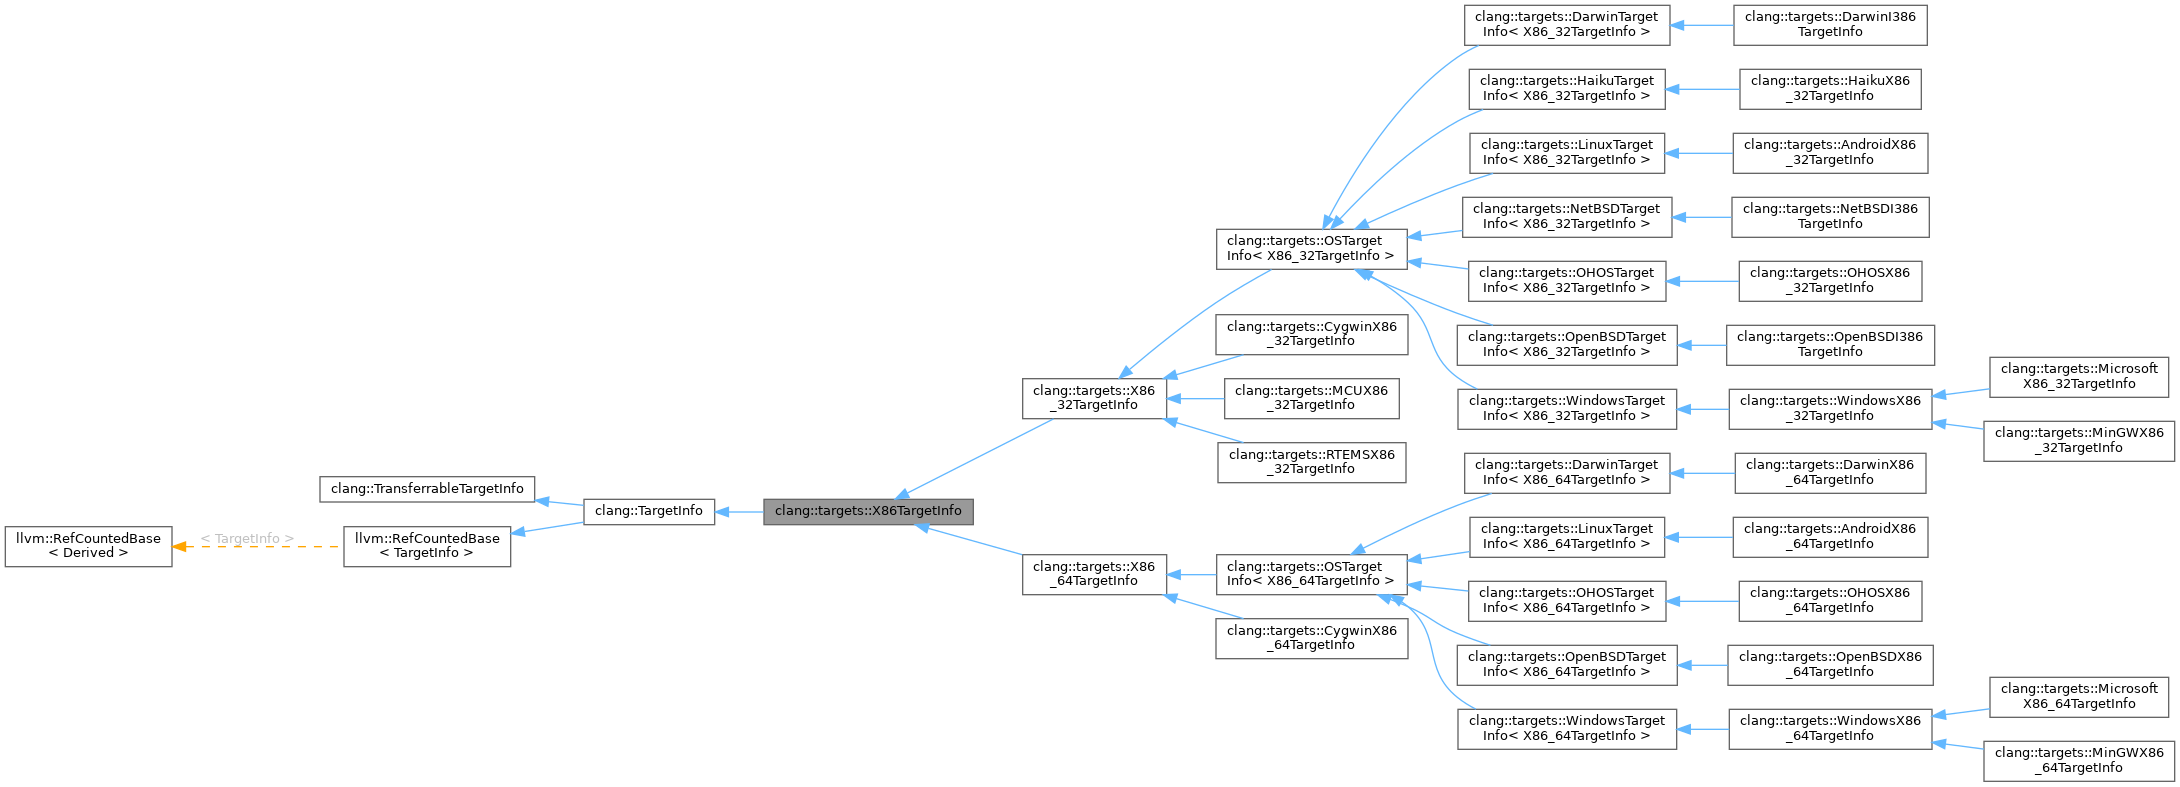 llvm::RefCountedBase
< Derived >
< TargetInfo >
clang::TransferrableTargetInfo
llvm::RefCountedBase
< TargetInfo >
clang::TargetInfo
clang::targets::X86TargetInfo
clang::targets::X86
_32TargetInfo
clang::targets::X86
_64TargetInfo
clang::targets::OSTarget
Info< X86_32TargetInfo >
clang::targets::CygwinX86
_32TargetInfo
clang::targets::MCUX86
_32TargetInfo
clang::targets::RTEMSX86
_32TargetInfo
clang::targets::OSTarget
Info< X86_64TargetInfo >
clang::targets::CygwinX86
_64TargetInfo
clang::targets::DarwinTarget
Info< X86_32TargetInfo >
clang::targets::DarwinI386
TargetInfo
clang::targets::HaikuTarget
Info< X86_32TargetInfo >
clang::targets::HaikuX86
_32TargetInfo
clang::targets::LinuxTarget
Info< X86_32TargetInfo >
clang::targets::AndroidX86
_32TargetInfo
clang::targets::NetBSDTarget
Info< X86_32TargetInfo >
clang::targets::NetBSDI386
TargetInfo
clang::targets::OHOSTarget
Info< X86_32TargetInfo >
clang::targets::OHOSX86
_32TargetInfo
clang::targets::OpenBSDTarget
Info< X86_32TargetInfo >
clang::targets::OpenBSDI386
TargetInfo
clang::targets::WindowsTarget
Info< X86_32TargetInfo >
clang::targets::WindowsX86
_32TargetInfo
clang::targets::Microsoft
X86_32TargetInfo
clang::targets::MinGWX86
_32TargetInfo
clang::targets::DarwinTarget
Info< X86_64TargetInfo >
clang::targets::DarwinX86
_64TargetInfo
clang::targets::LinuxTarget
Info< X86_64TargetInfo >
clang::targets::AndroidX86
_64TargetInfo
clang::targets::OHOSTarget
Info< X86_64TargetInfo >
clang::targets::OHOSX86
_64TargetInfo
clang::targets::OpenBSDTarget
Info< X86_64TargetInfo >
clang::targets::OpenBSDX86
_64TargetInfo
clang::targets::WindowsTarget
Info< X86_64TargetInfo >
clang::targets::WindowsX86
_64TargetInfo
clang::targets::Microsoft
X86_64TargetInfo
clang::targets::MinGWX86
_64TargetInfo